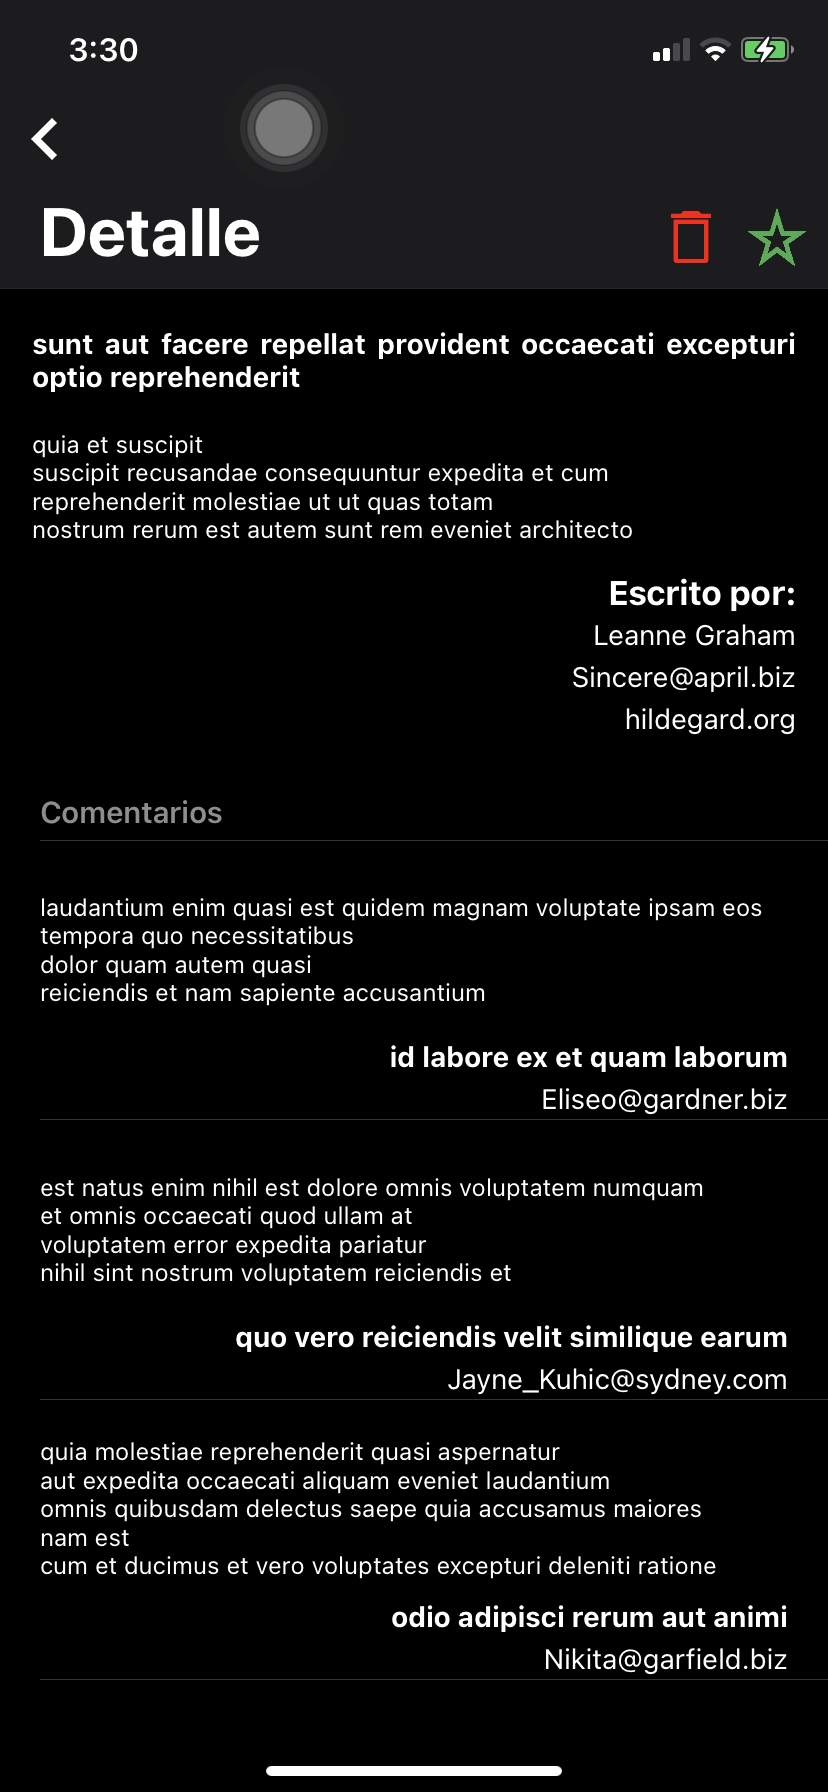 3:30
Detalle
sunt aut facere repellat provident occaecati excepturi
optio reprehenderit
quia et suscipit
suscipit recusandae consequuntur expedita et cum
reprehenderit molestiae ut ut quas totam
nostrum rerum est autem sunt rem eveniet architecto
Escrito por:
Leanne Graham
Sincere@april.biz
hildegard.org
Comentarios
laudantium enim quasi est quidem magnam voluptate ipsam eos
tempora quo necessitatibus
dolor quam autem quasi
reiciendis et nam sapiente accusantium
id labore ex et quam laborum
Eliseo@gardner.biz
est natus enim nihil est dolore omnis voluptatem numquam
et omnis occaecati quod ullam at
voluptatem error expedita pariatur
nihil sint nostrum voluptatem reiciendis et
quo vero reiciendis velit similique earum
Jayne_Kuhic@sydney.com
quia molestiae reprehenderit quasi aspernatur
aut expedita occaecati aliquam eveniet laudantium
omnis quibusdam delectus saepe quia accusamus maiores
nam est
cum et ducimus et vero voluptates excepturi deleniti ratione
odio adipisci rerum aut animi
Nikita@garfield.biz